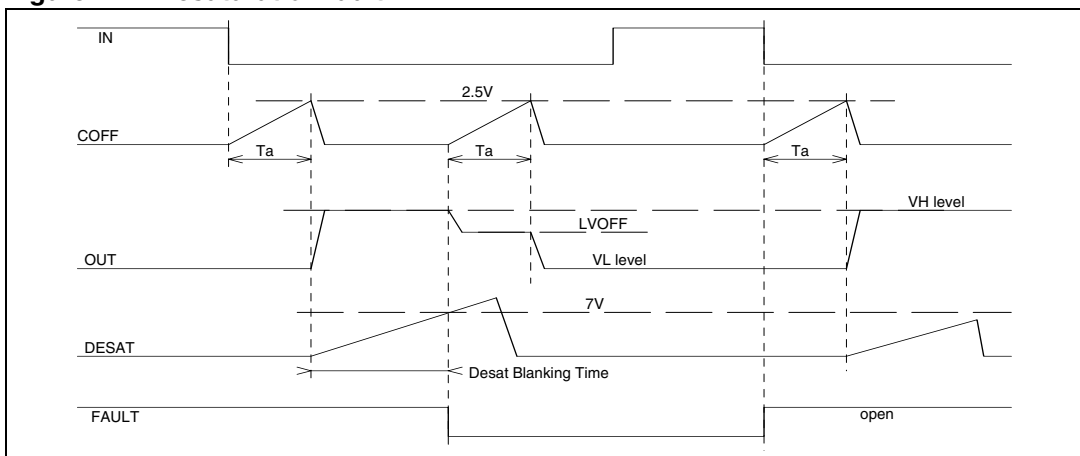 IN
2.5V
COFF
Ta Ta Ta
VH level
LVOFF
OUT VL level
7V
DESAT
Desat Blanking Time
FAULT open